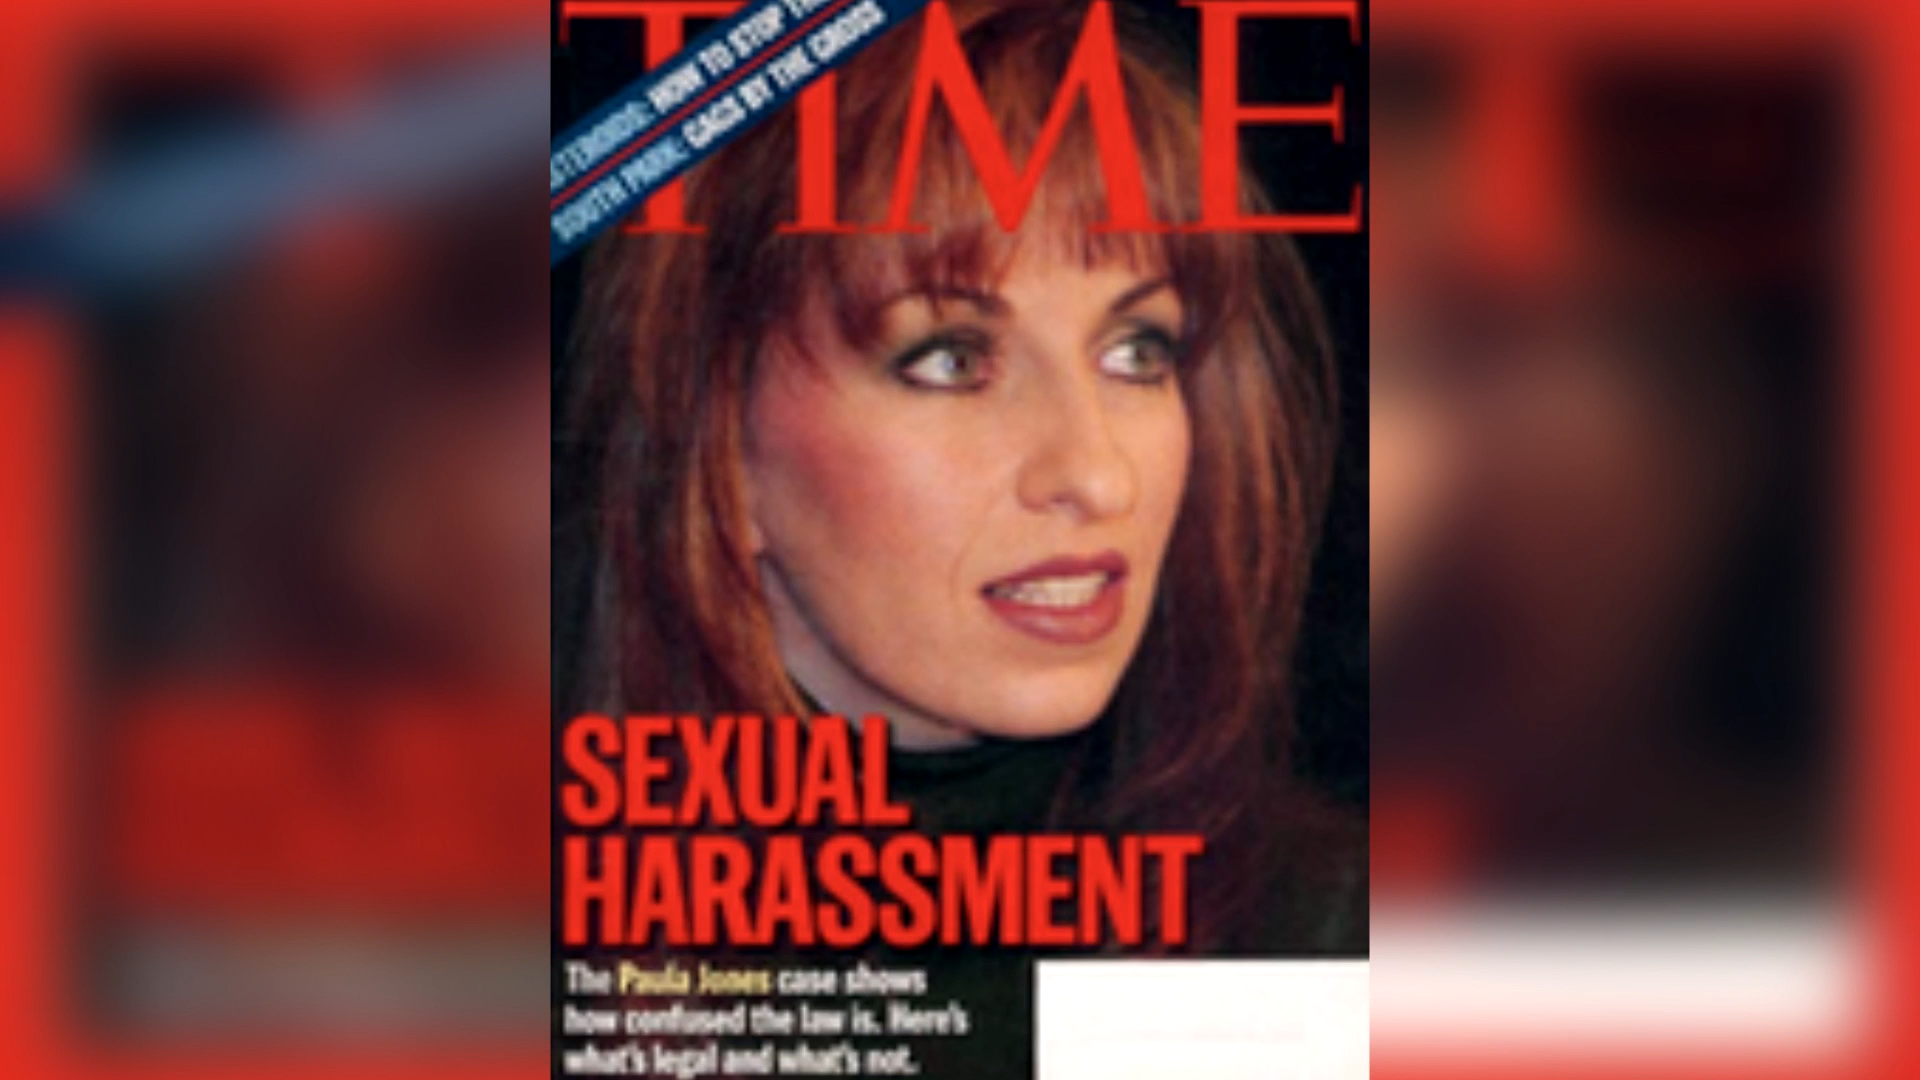 TIME
STEROIDS: HOW TO STOP
SOUTH PARK: GAGS BY THE GROSS
SEXUAL
HARASSMENT
The Paula Jones case shows
how confused the law is. Here's
what's legal and what's not.